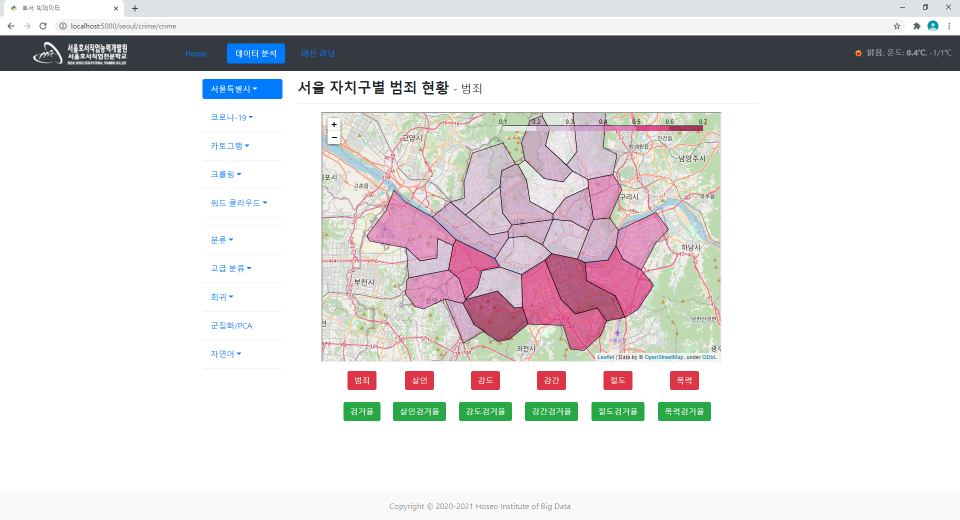 호서 빅데이터
localhost:5000/seoul/crime/crime
서울호서직업능력개발원
서울호서직업전문학교
Home
데이터 분석
머신 러닝
맑음, 온도: 0.4℃, -1/1℃
서울특별시
코로나-19
카토그램
크롤링
워드 클라우드
분류
고급 분류
회귀
군집화/PCA
자연어
서울 자치구별 범죄 현황 - 범죄
+
−
0.1 0.2 0.3 0.4 0.5 0.6 0.7
고양시
남양주시
구리시
하남시
부천시
광명시
과천시
Leaflet | Data by © OpenStreetMap, under ODbL.
범죄 살인 강도 강간 절도 폭력
검거율 살인검거율 강도검거율 강간검거율 절도검거율 폭력검거율
Copyright © 2020-2021 Hoseo Institute of Big Data